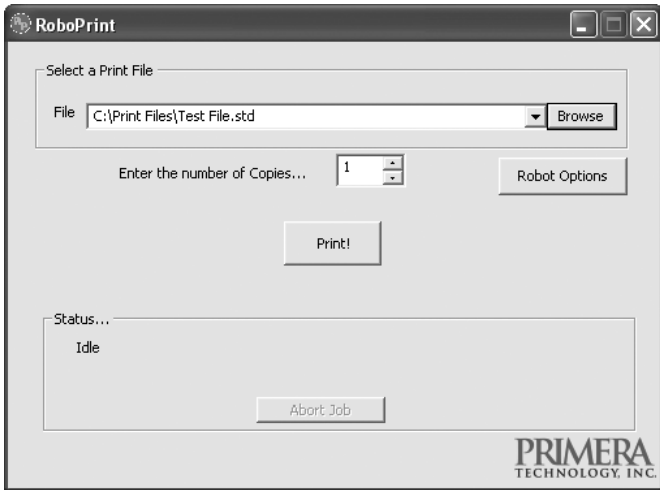 RoboPrint
Select a Print File
File C:\Print Files\Test File.std Browse
Enter the number of Copies... 1 Robot Options
Print!
Status...
Idle
Abort Job
PRIMERA
TECHNOLOGY, INC.